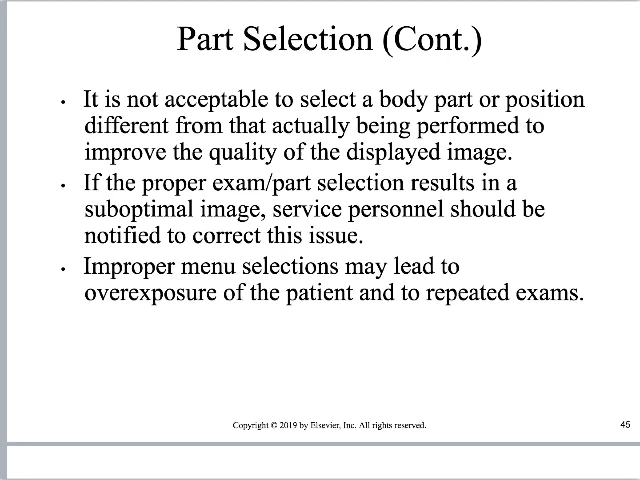 Part Selection (Cont.)
• It is not acceptable to select a body part or position
different from that actually being performed to
improve the quality of the displayed image.
• If the proper exam/part selection results in a
suboptimal image, service personnel should be
notified to correct this issue.
• Improper menu selections may lead to
overexposure of the patient and to repeated exams.
Copyright © 2019 by Elsevier, Inc. All rights reserved.
45